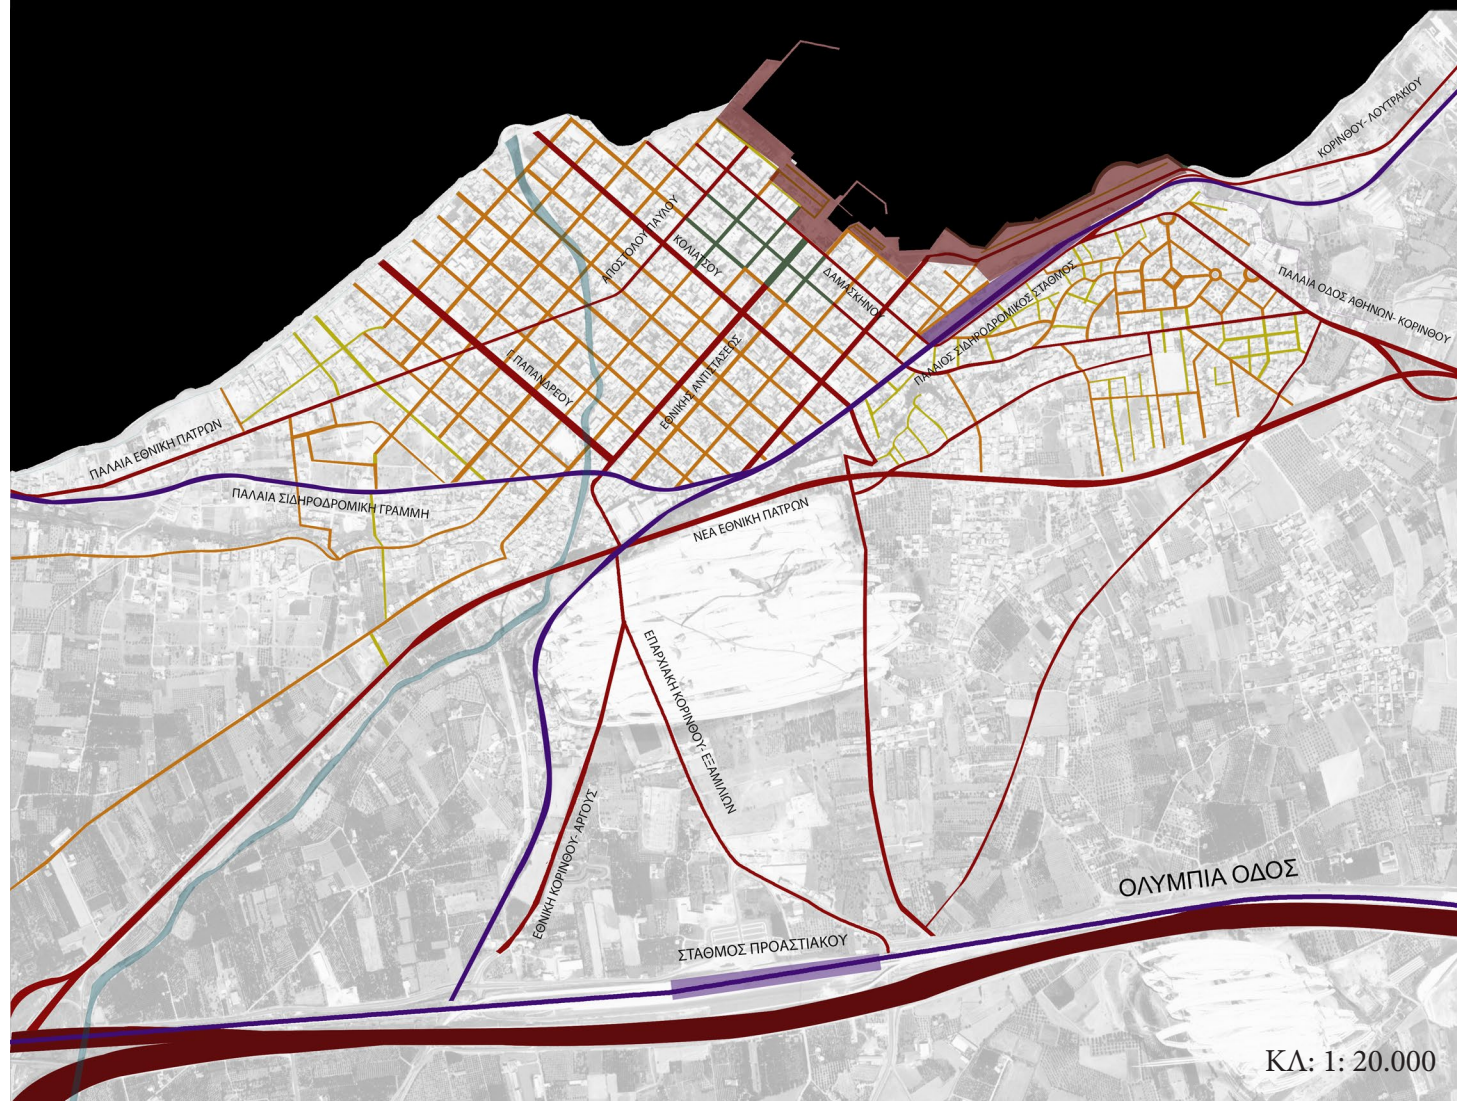 ΚΟΡΙΝΘΟΥ- ΛΟΥΤΡΑΚΙΟΥ
ΑΠΟΣΤΟΛΟΥ ΠΑΥΛΟΥ
ΚΟΛΙΑΤΣΟΥ
ΔΑΜΑΣΚΗΝΟΥ
ΠΑΛΑΙΟΣ ΣΙΔΗΡΟΔΡΟΜΙΚΟΣ ΣΤΑΘΜΟΣ
ΠΑΛΑΙΑ ΟΔΟΣ ΑΘΗΝΩΝ- ΚΟΡΙΝΘΟΥ
Γ. ΠΑΠΑΝΔΡΕΟΥ
ΕΘΝΙΚΗΣ ΑΝΤΙΣΤΑΣΕΩΣ
ΠΑΛΑΙΑ ΕΘΝΙΚΗ ΠΑΤΡΩΝ
ΠΑΛΑΙΑ ΣΙΔΗΡΟΔΡΟΜΙΚΗ ΓΡΑΜΜΗ
ΝΕΑ ΕΘΝΙΚΗ ΠΑΤΡΩΝ
ΕΠΑΡΧΙΑΚΗ ΚΟΡΙΝΘΟΥ- ΕΞΑΜΙΛΙΩΝ
ΕΘΝΙΚΗ ΚΟΡΙΝΘΟΥ- ΑΡΓΟΥΣ
ΟΛΥΜΠΙΑ ΟΔΟΣ
ΣΤΑΘΜΟΣ ΠΡΟΑΣΤΙΑΚΟΥ
ΚΛ: 1: 20.000